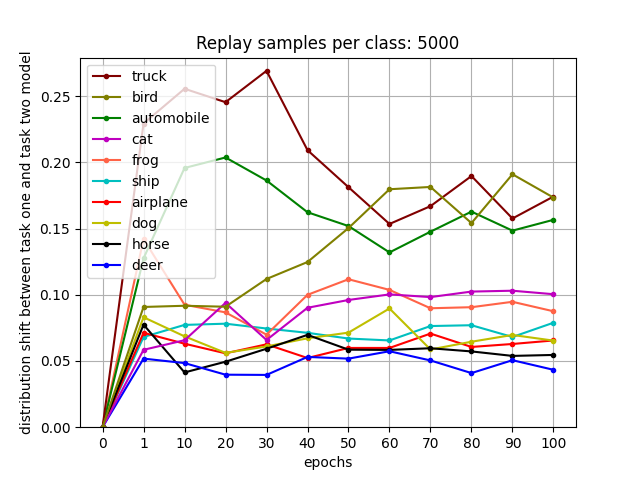 Replay samples per class: 5000
distribution shift between task one and task two model
0.25
0.20
0.15
0.10
0.05
0.00
truck
bird
automobile
cat
frog
ship
airplane
dog
horse
deer
0 1 10 20 30 40 50 60 70 80 90 100
epochs